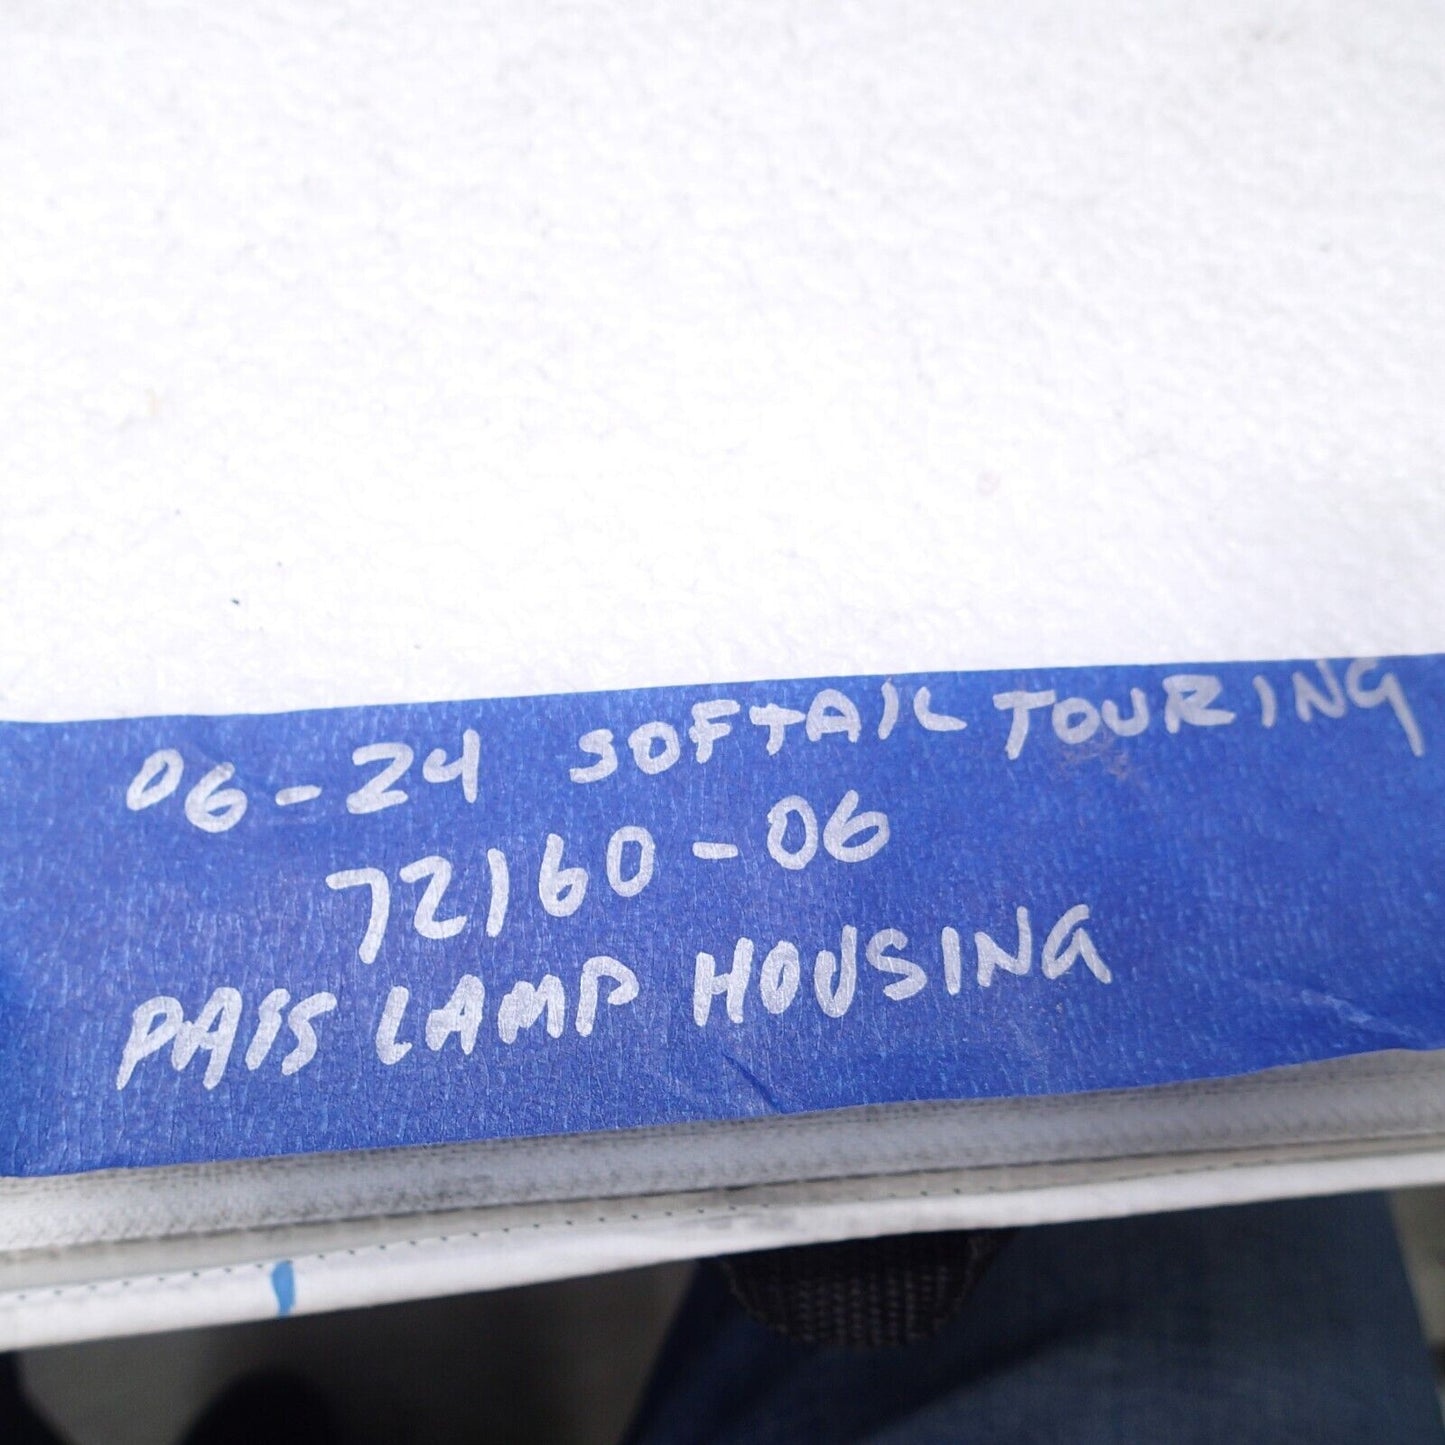 06-24 SOFTAIL TOURING
72160-06
PASS LAMP HOUSING